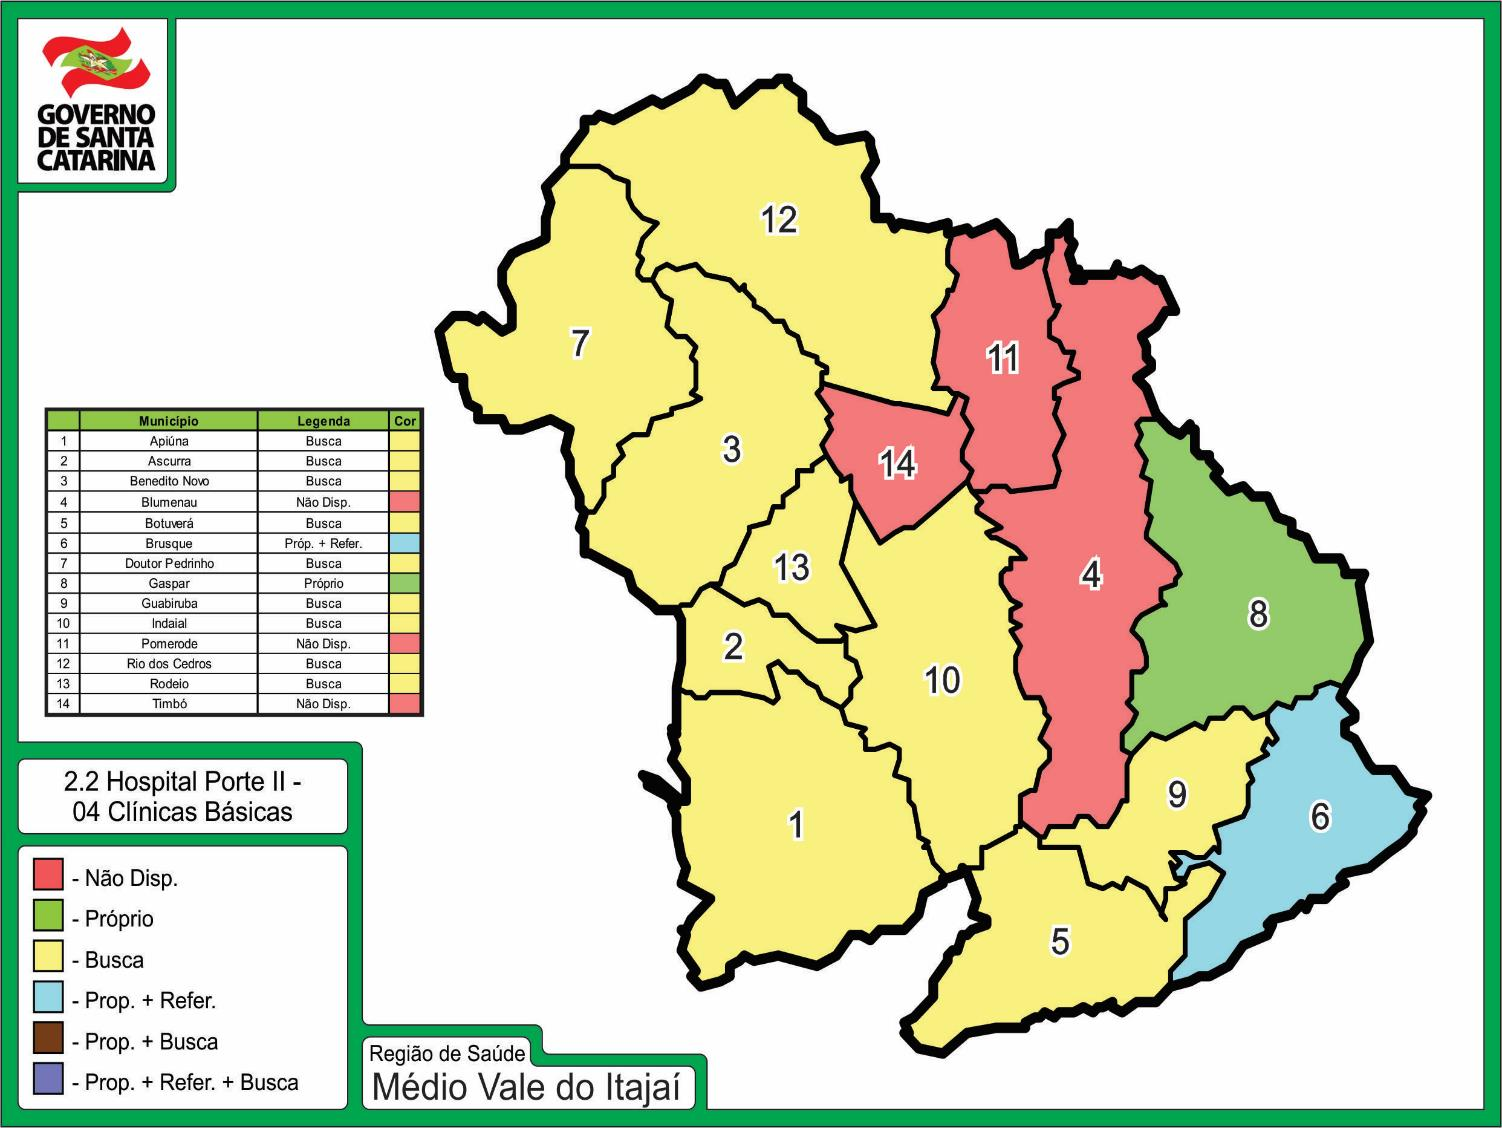 GOVERNO
DE SANTA
CATARINA
12
11
7
3
14
13
4
8
2
10
9
6
1
5
Município Legenda Cor
1 Apiúna Busca
2 Ascurra Busca
3 Benedito Novo Busca
4 Blumenau Não Disp.
5 Botuverá Busca
6 Brusque Próp. + Refer.
7 Doutor Pedrinho Busca
8 Gaspar Próprio
9 Guabiruba Busca
10 Indaial Busca
11 Pomerode Não Disp.
12 Rio dos Cedros Busca
13 Rodeio Busca
14 Timbó Não Disp.
2.2 Hospital Porte II -
04 Clínicas Básicas
- Não Disp.
- Próprio
- Busca
- Prop. + Refer.
- Prop. + Busca
- Prop. + Refer. + Busca
Região de Saúde
Médio Vale do Itajaí